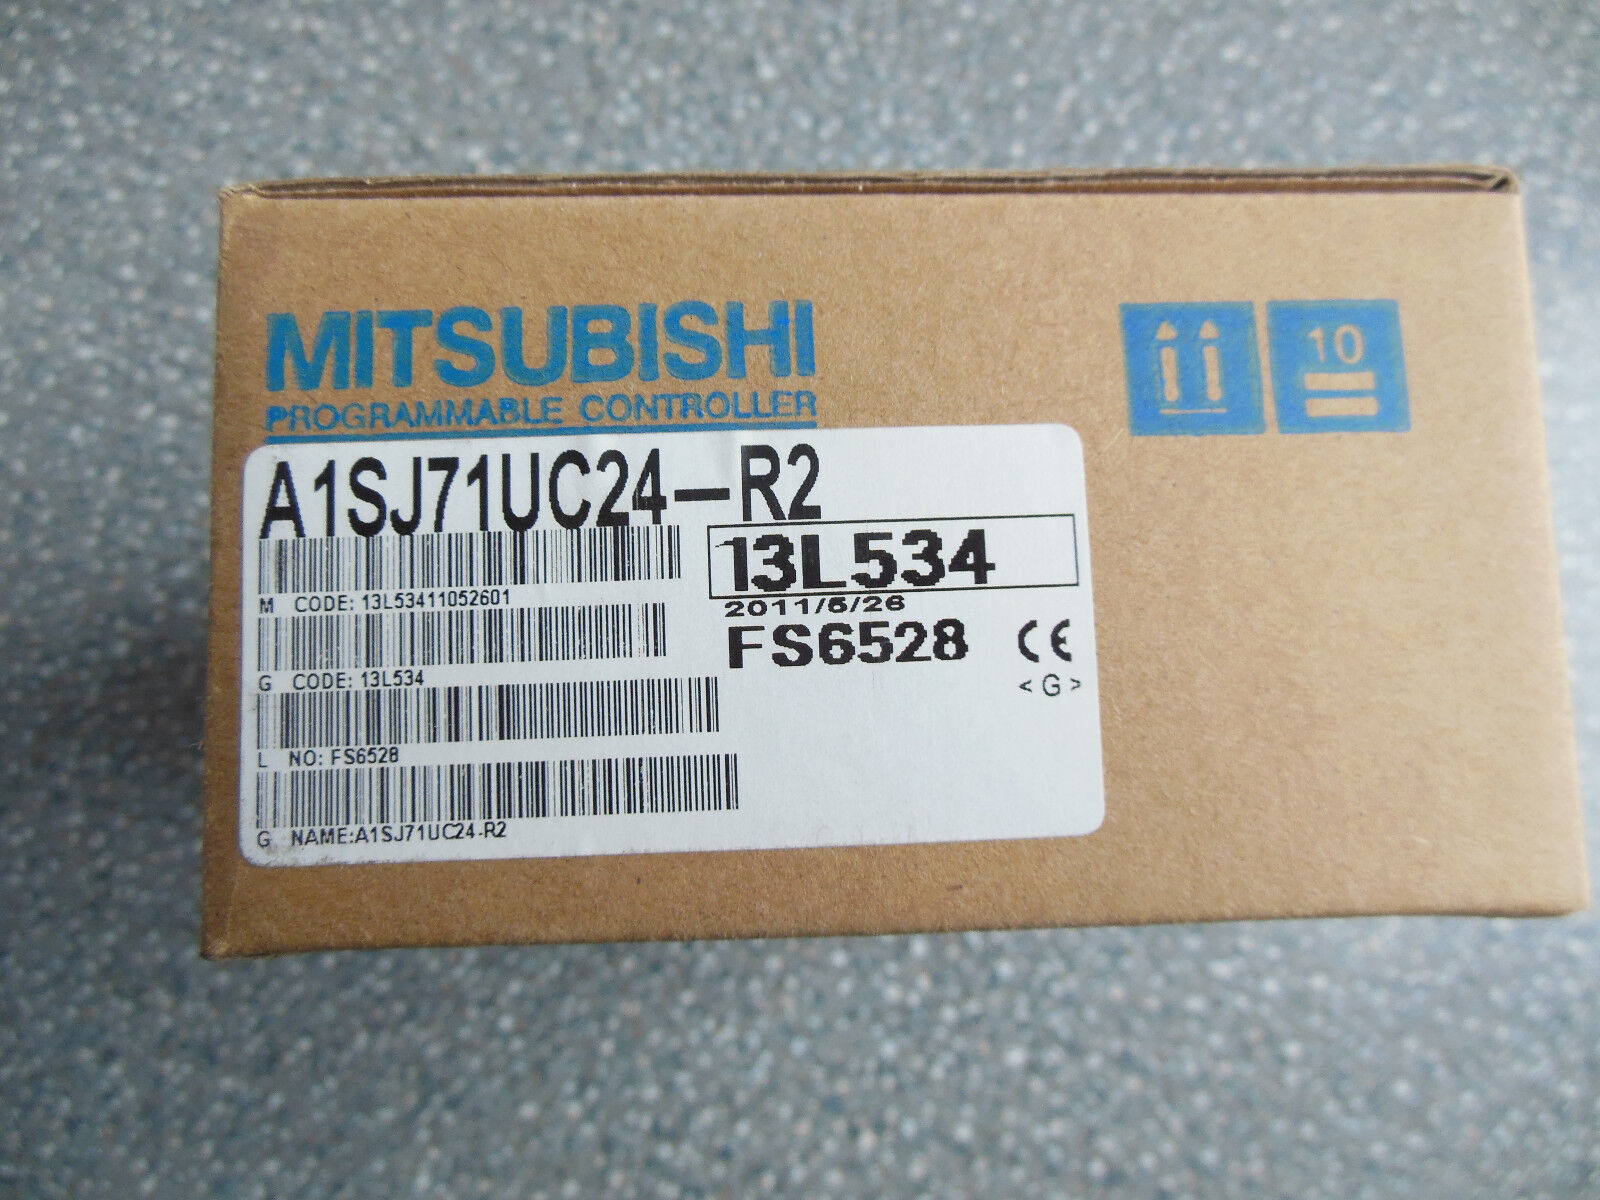 MITSUBISHI
PROGRAMMABLE CONTROLLER
10
A1SJ71UC24-R2
13L534
M CODE: 13L53411052601
2011/5/26
FS6528 CE
G CODE: 13L534
<G>
L NO: FS6528
G NAME:A1SJ71UC24-R2